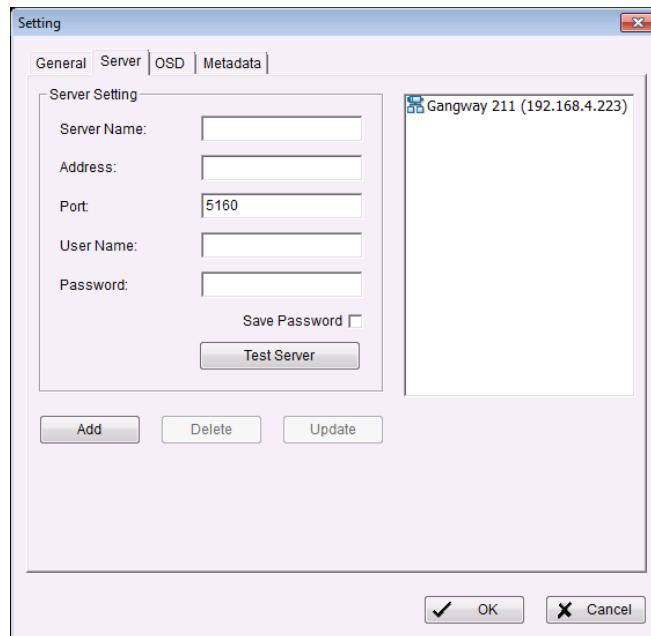 Setting
General Server OSD Metadata
Server Setting
Server Name:
Address:
Port: 5160
User Name:
Password:
Save Password
Test Server
Gangway 211 (192.168.4.223)
Add Delete Update
OK Cancel